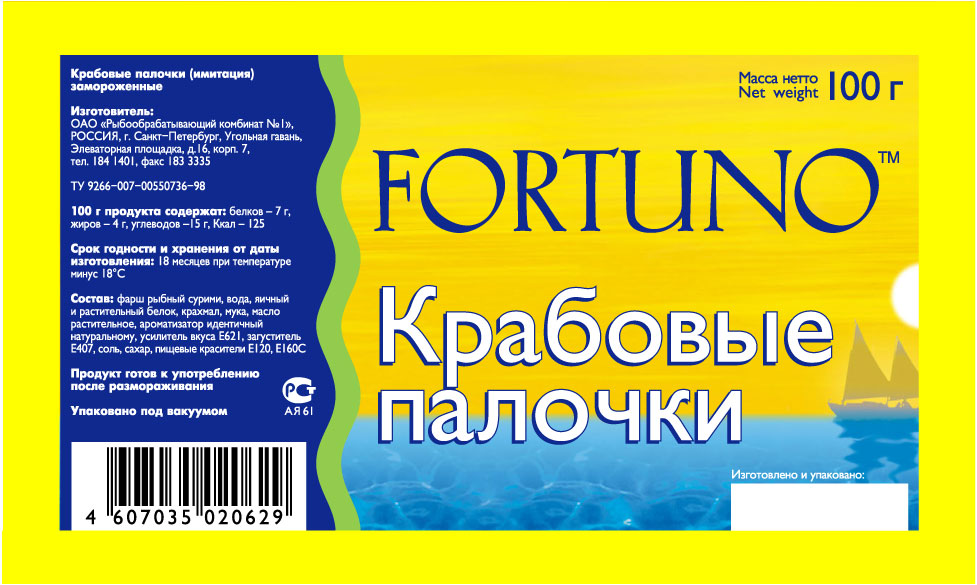 Крабовые палочки (имитация)
замороженные
Изготовитель:
ОАО «Рыбообрабатывающий комбинат №1»,
РОССИЯ, г. Санкт–Петербург, Угольная гавань,
Элеваторная площадка, д.16, корп. 7,
тел. 184 1401, факс 183 3335
ТУ 9266–007–00550736–98
100 г продукта содержат: белков – 7 г,
жиров – 4 г, углеводов –15 г, Ккал – 125
Срок годности и хранения от даты
изготовления: 18 месяцев при температуре
минус 18°С
Состав: фарш рыбный сурими, вода, яичный
и растительный белок, крахмал, мука, масло
растительное, ароматизатор идентичный
натуральному, усилитель вкуса Е621, загуститель
Е407, соль, сахар, пищевые красители Е120, Е160С
Продукт готов к употреблению
после размораживания
Упаковано под вакуумом
РСТ
АЯ61
4 607035 020629
Масса нетто
Net weight 100 г
FORTUNO™
Крабовые
палочки
Изготовлено и упаковано: